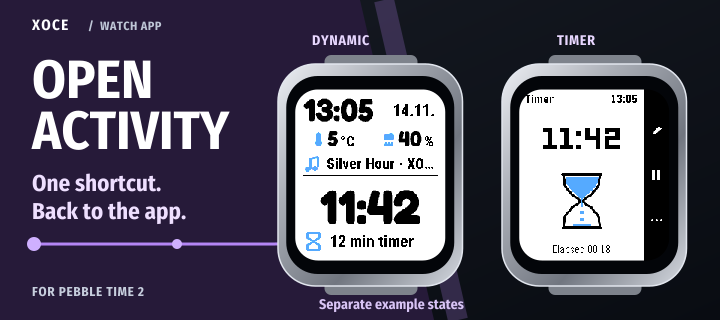 XOCE / WATCH APP
OPEN
ACTIVITY
One shortcut.
Back to the app.
FOR PEBBLE TIME 2
DYNAMIC
13:05 14.11.
5°C 40%
Silver Hour · XO...
11:42
12 min timer
Separate example states
TIMER
Timer 13:05
11:42
Elapsed 00:18